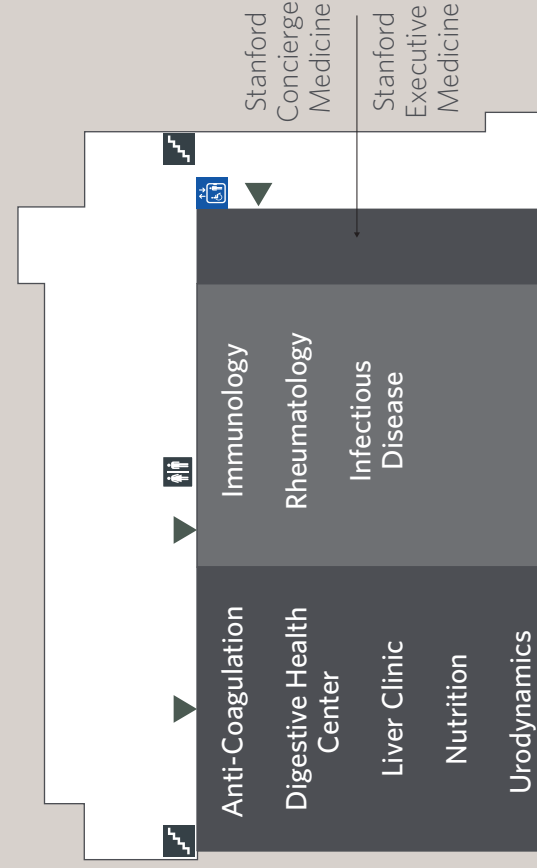 Anti-Coagulation
Digestive Health
Center
Liver Clinic
Nutrition
Urodynamics
Immunology
Rheumatology
Infectious
Disease
Stanford
Concierge
Medicine
Stanford
Executive
Medicine